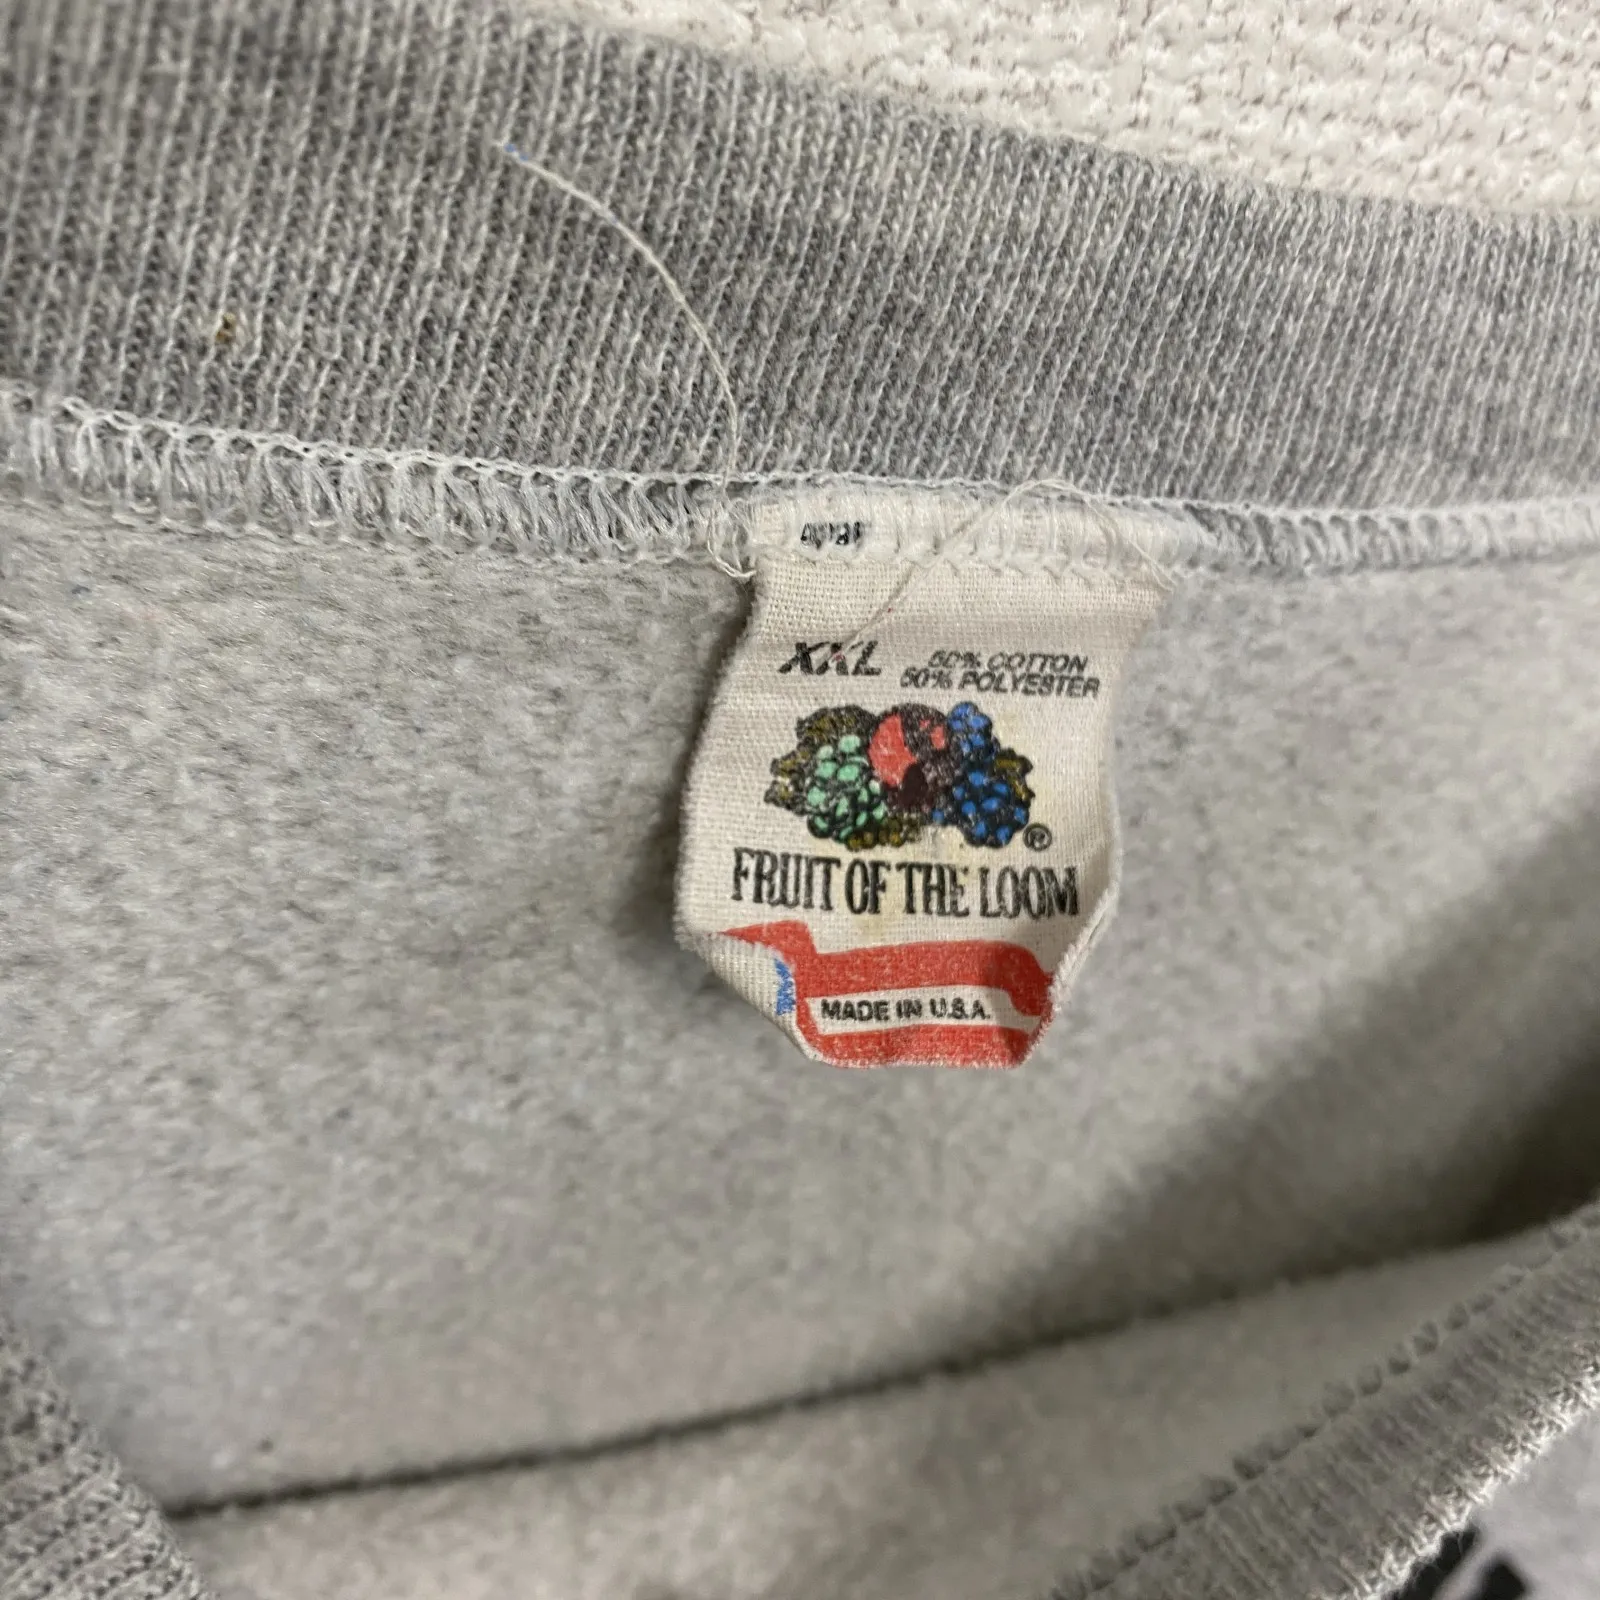 XXL
50% COTTON
50% POLYESTER
®
FRUIT OF THE LOOM
MADE IN U.S.A.